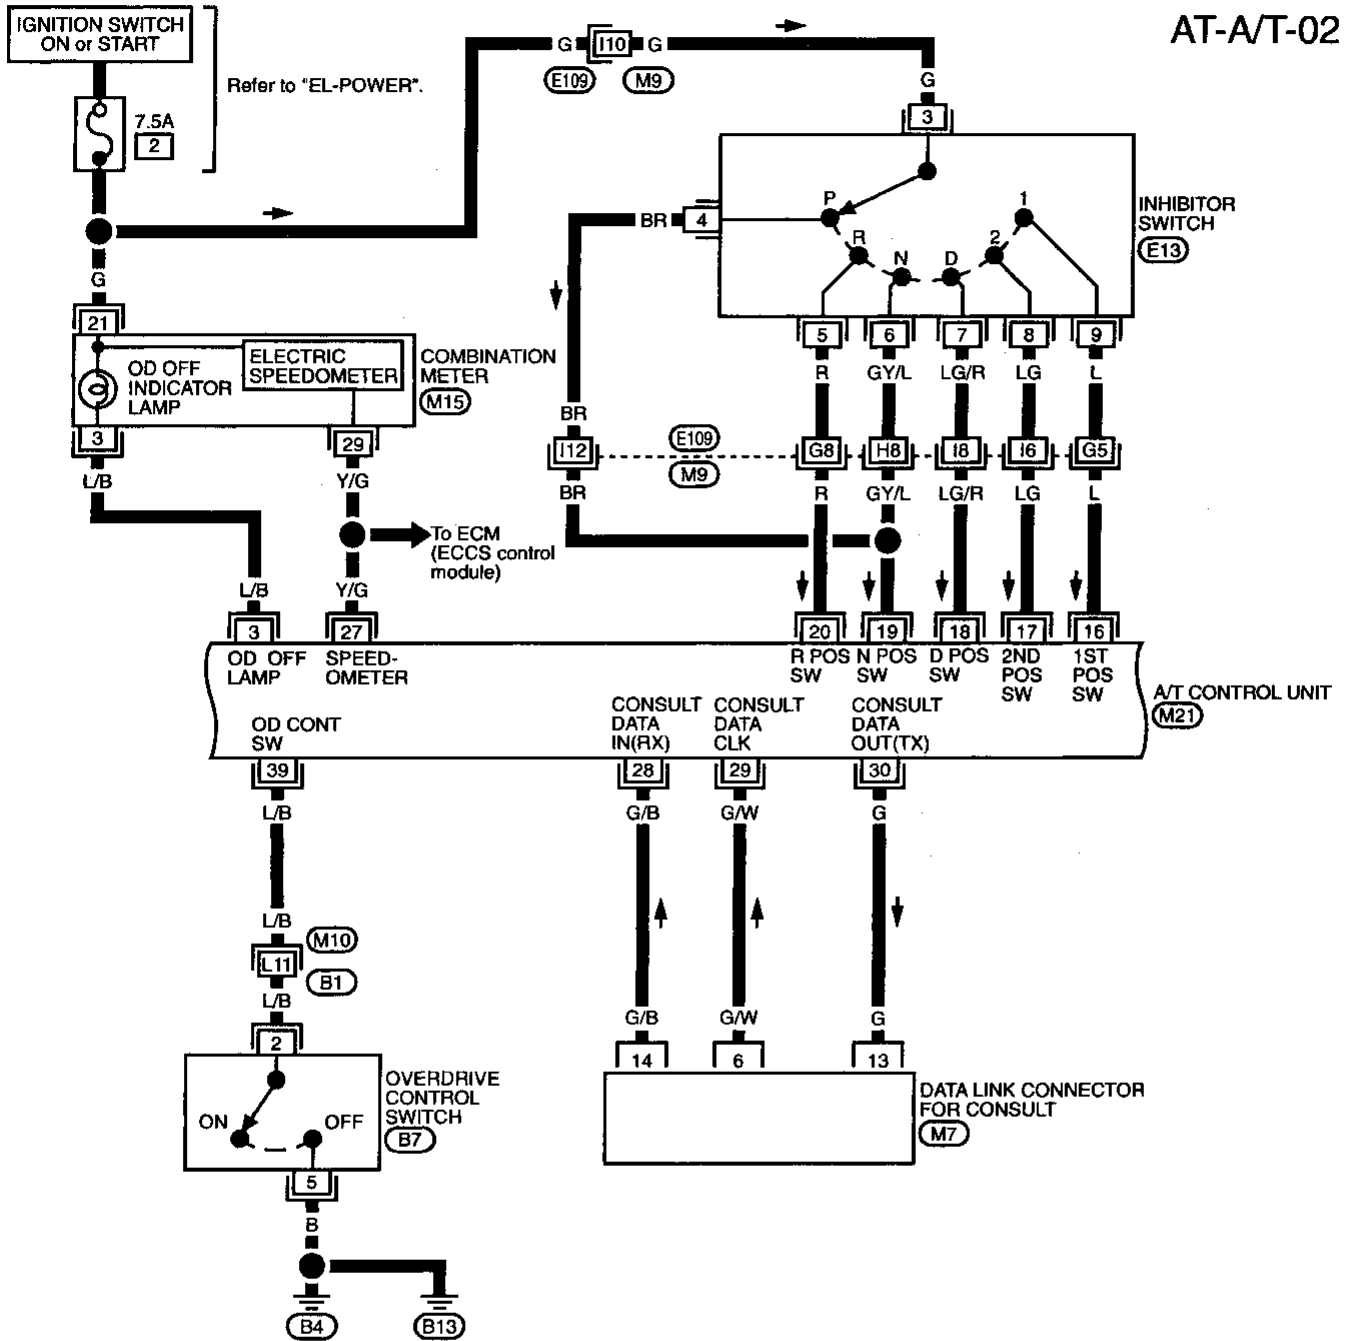 AT-A/T-02
IGNITION SWITCH
ON or START
Refer to "EL-POWER".
7.5A
2
G
I10
G
E109
M9
G
3
P
R
N
D
2
1
INHIBITOR
SWITCH
E13
BR
4
G
21
5
6
7
8
9
ELECTRIC
SPEEDOMETER
OD OFF
INDICATOR
LAMP
COMBINATION
METER
M15
R
GY/L
LG/R
LG
L
3
29
BR
I12
E109
M9
G8
H8
I8
I6
G5
L/B
Y/G
BR
R
GY/L
LG/R
LG
L
To ECM
(ECCS control
module)
L/B
Y/G
3
27
20
19
18
17
16
OD OFF
LAMP
SPEED-
OMETER
R POS
SW
N POS
SW
D POS
SW
2ND
POS
SW
1ST
POS
SW
A/T CONTROL UNIT
M21
OD CONT
SW
CONSULT
DATA
IN(RX)
CONSULT
DATA
CLK
CONSULT
DATA
OUT(TX)
39
28
29
30
L/B
G/B
G/W
G
L/B
M10
L11
B1
L/B
G/B
G/W
G
2
14
6
13
OVERDRIVE
CONTROL
SWITCH
B7
ON
OFF
DATA LINK CONNECTOR
FOR CONSULT
M7
5
B
B4
B13